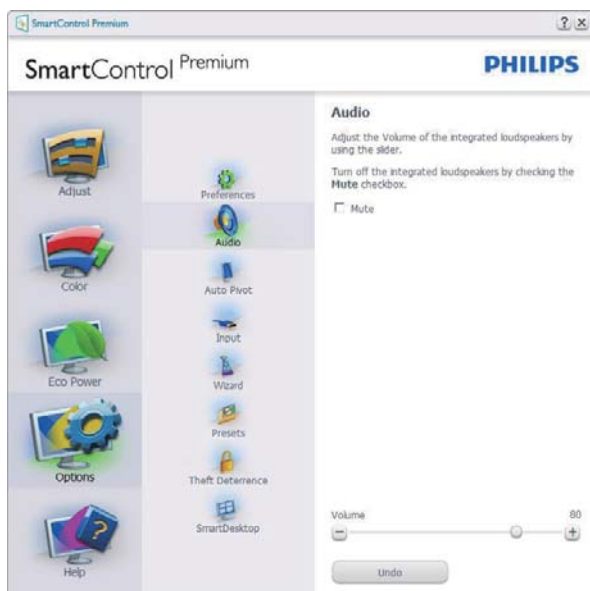 SmartControl Premium
SmartControl Premium
PHILIPS
Adjust
Color
Eco Power
Options
Help
Preferences
Audio
Auto Pivot
Input
Wizard
Presets
Theft Deterrence
SmartDesktop
Audio
Adjust the Volume of the integrated loudspeakers by
using the slider.
Turn off the integrated loudspeakers by checking the
Mute checkbox.
Mute
Volume 80
Undo